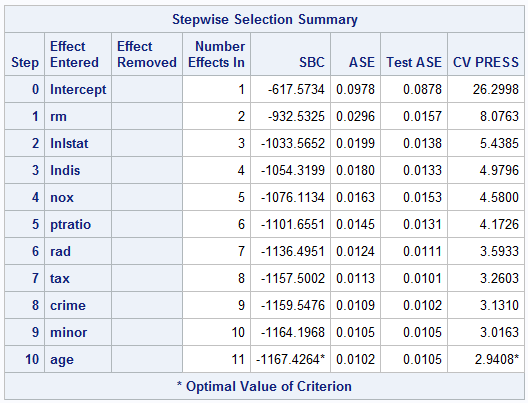 Stepwise Selection Summary
Step Effect Entered Effect Removed Number Effects In SBC ASE Test ASE CV PRESS
0 Intercept 1 -617.5734 0.0978 0.0878 26.2998
1 rm 2 -932.5325 0.0296 0.0157 8.0763
2 lnlstat 3 -1033.5652 0.0199 0.0138 5.4385
3 lndis 4 -1054.3199 0.0180 0.0133 4.9796
4 nox 5 -1076.1134 0.0163 0.0153 4.5800
5 ptratio 6 -1101.6551 0.0145 0.0131 4.1726
6 rad 7 -1136.4951 0.0124 0.0111 3.5933
7 tax 8 -1157.5002 0.0113 0.0101 3.2603
8 crime 9 -1159.5476 0.0109 0.0102 3.1310
9 minor 10 -1164.1968 0.0105 0.0105 3.0163
10 age 11 -1167.4264* 0.0102 0.0105 2.9408*
* Optimal Value of Criterion